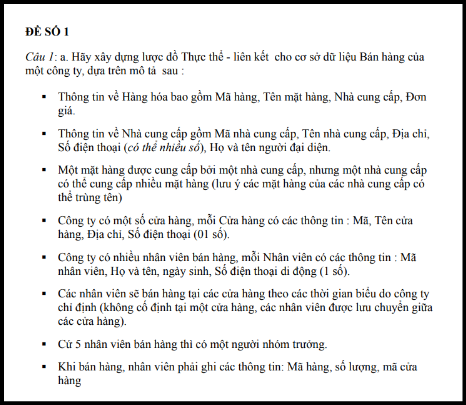 ĐỀ SỐ 1
Câu 1: a. Hãy xây dựng lược đồ Thực thể - liên kết cho cơ sở dữ liệu Bán hàng của
một công ty, dựa trên mô tả sau :
▪ Thông tin về Hàng hóa bao gồm Mã hàng, Tên mặt hàng, Nhà cung cấp, Đơn
giá.
▪ Thông tin về Nhà cung cấp gồm Mã nhà cung cấp, Tên nhà cung cấp, Địa chỉ,
Số điện thoại (có thể nhiều số), Họ và tên người đại diện.
▪ Một mặt hàng được cung cấp bởi một nhà cung cấp, nhưng một nhà cung cấp
có thể cung cấp nhiều mặt hàng (lưu ý các mặt hàng của các nhà cung cấp có
thể trùng tên)
▪ Công ty có một số cửa hàng, mỗi Cửa hàng có các thông tin : Mã, Tên cửa
hàng, Địa chỉ, Số điện thoại (01 số).
▪ Công ty có nhiều nhân viên bán hàng, mỗi Nhân viên có các thông tin : Mã
nhân viên, Họ và tên, ngày sinh, Số điện thoại di động (1 số).
▪ Các nhân viên sẽ bán hàng tại các cửa hàng theo các thời gian biểu do công ty
chỉ định (không cố định tại một cửa hàng, các nhân viên được lưu chuyển giữa
các cửa hàng).
▪ Cứ 5 nhân viên bán hàng thì có một người nhóm trưởng.
▪ Khi bán hàng, nhân viên phải ghi các thông tin: Mã hàng, số lượng, mã cửa
hàng